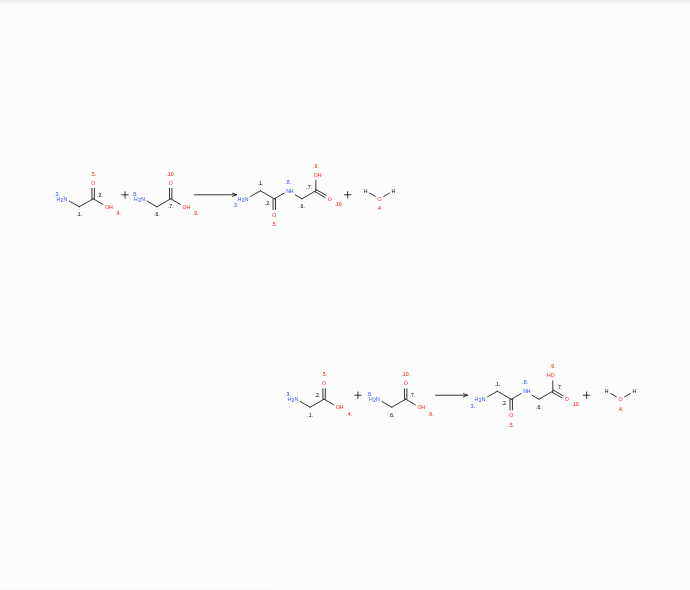 .5. .10. .9.
O O .1. .8. OH
.3. .2. + .8. .7.
H₂N OH H₂N .7. OH H₂N .2. NH O + H O H
.1. .4. .6. .9. .3. O .6. .10. .4.
.5.
.5. .10. .9.
O O .1. .8. HO
.3. .2. + .8. .7. .7.
H₂N OH H₂N OH H₂N .2. NH O + H O H
.1. .4. .6. .9. .3. O .6. .10. .4.
.5.